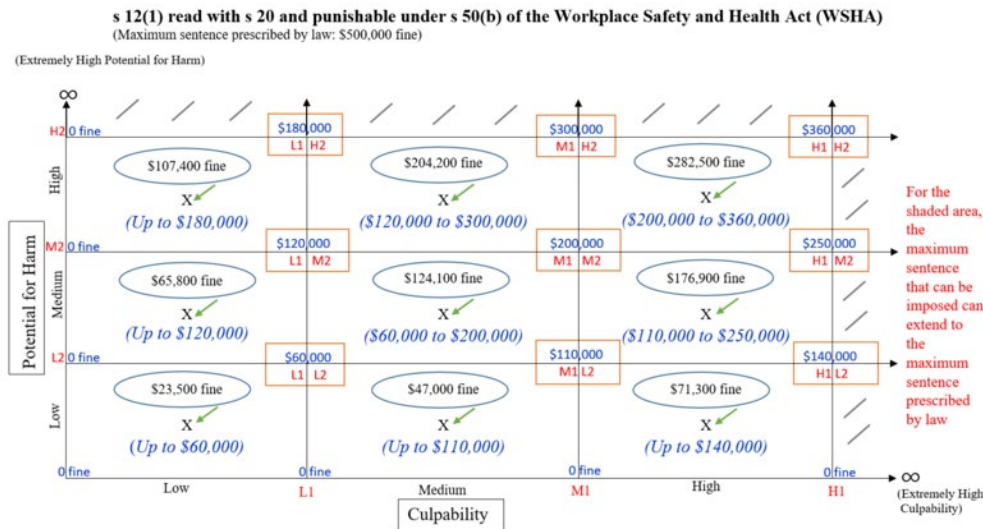 s 12(1) read with s 20 and punishable under s 50(b) of the Workplace Safety and Health Act (WSHA)
(Maximum sentence prescribed by law: $500,000 fine)
(Extremely High Potential for Harm)
∞
H2 0 fine
$180,000
L1 H2
$300,000
M1 H2
$360,000
H1 H2
High
$107,400 fine
X
(Up to $180,000)
$204,200 fine
X
($120,000 to $300,000)
$282,500 fine
X
($200,000 to $360,000)
M2 0 fine
$120,000
L1 M2
$200,000
M1 M2
$250,000
H1 M2
Potential for Harm
Medium
$65,800 fine
X
(Up to $120,000)
$124,100 fine
X
($60,000 to $200,000)
$176,900 fine
X
($110,000 to $250,000)
L2 0 fine
$60,000
L1 L2
$110,000
M1 L2
$140,000
H1 L2
Low
$23,500 fine
X
(Up to $60,000)
$47,000 fine
X
(Up to $110,000)
$71,300 fine
X
(Up to $140,000)
For the
shaded area,
the
maximum
sentence
that can be
imposed can
extend to
the
maximum
sentence
prescribed
by law
0 fine
0 fine
0 fine
0 fine
∞
Low
L1
Medium
M1
High
H1
(Extremely High
Culpability)
Culpability